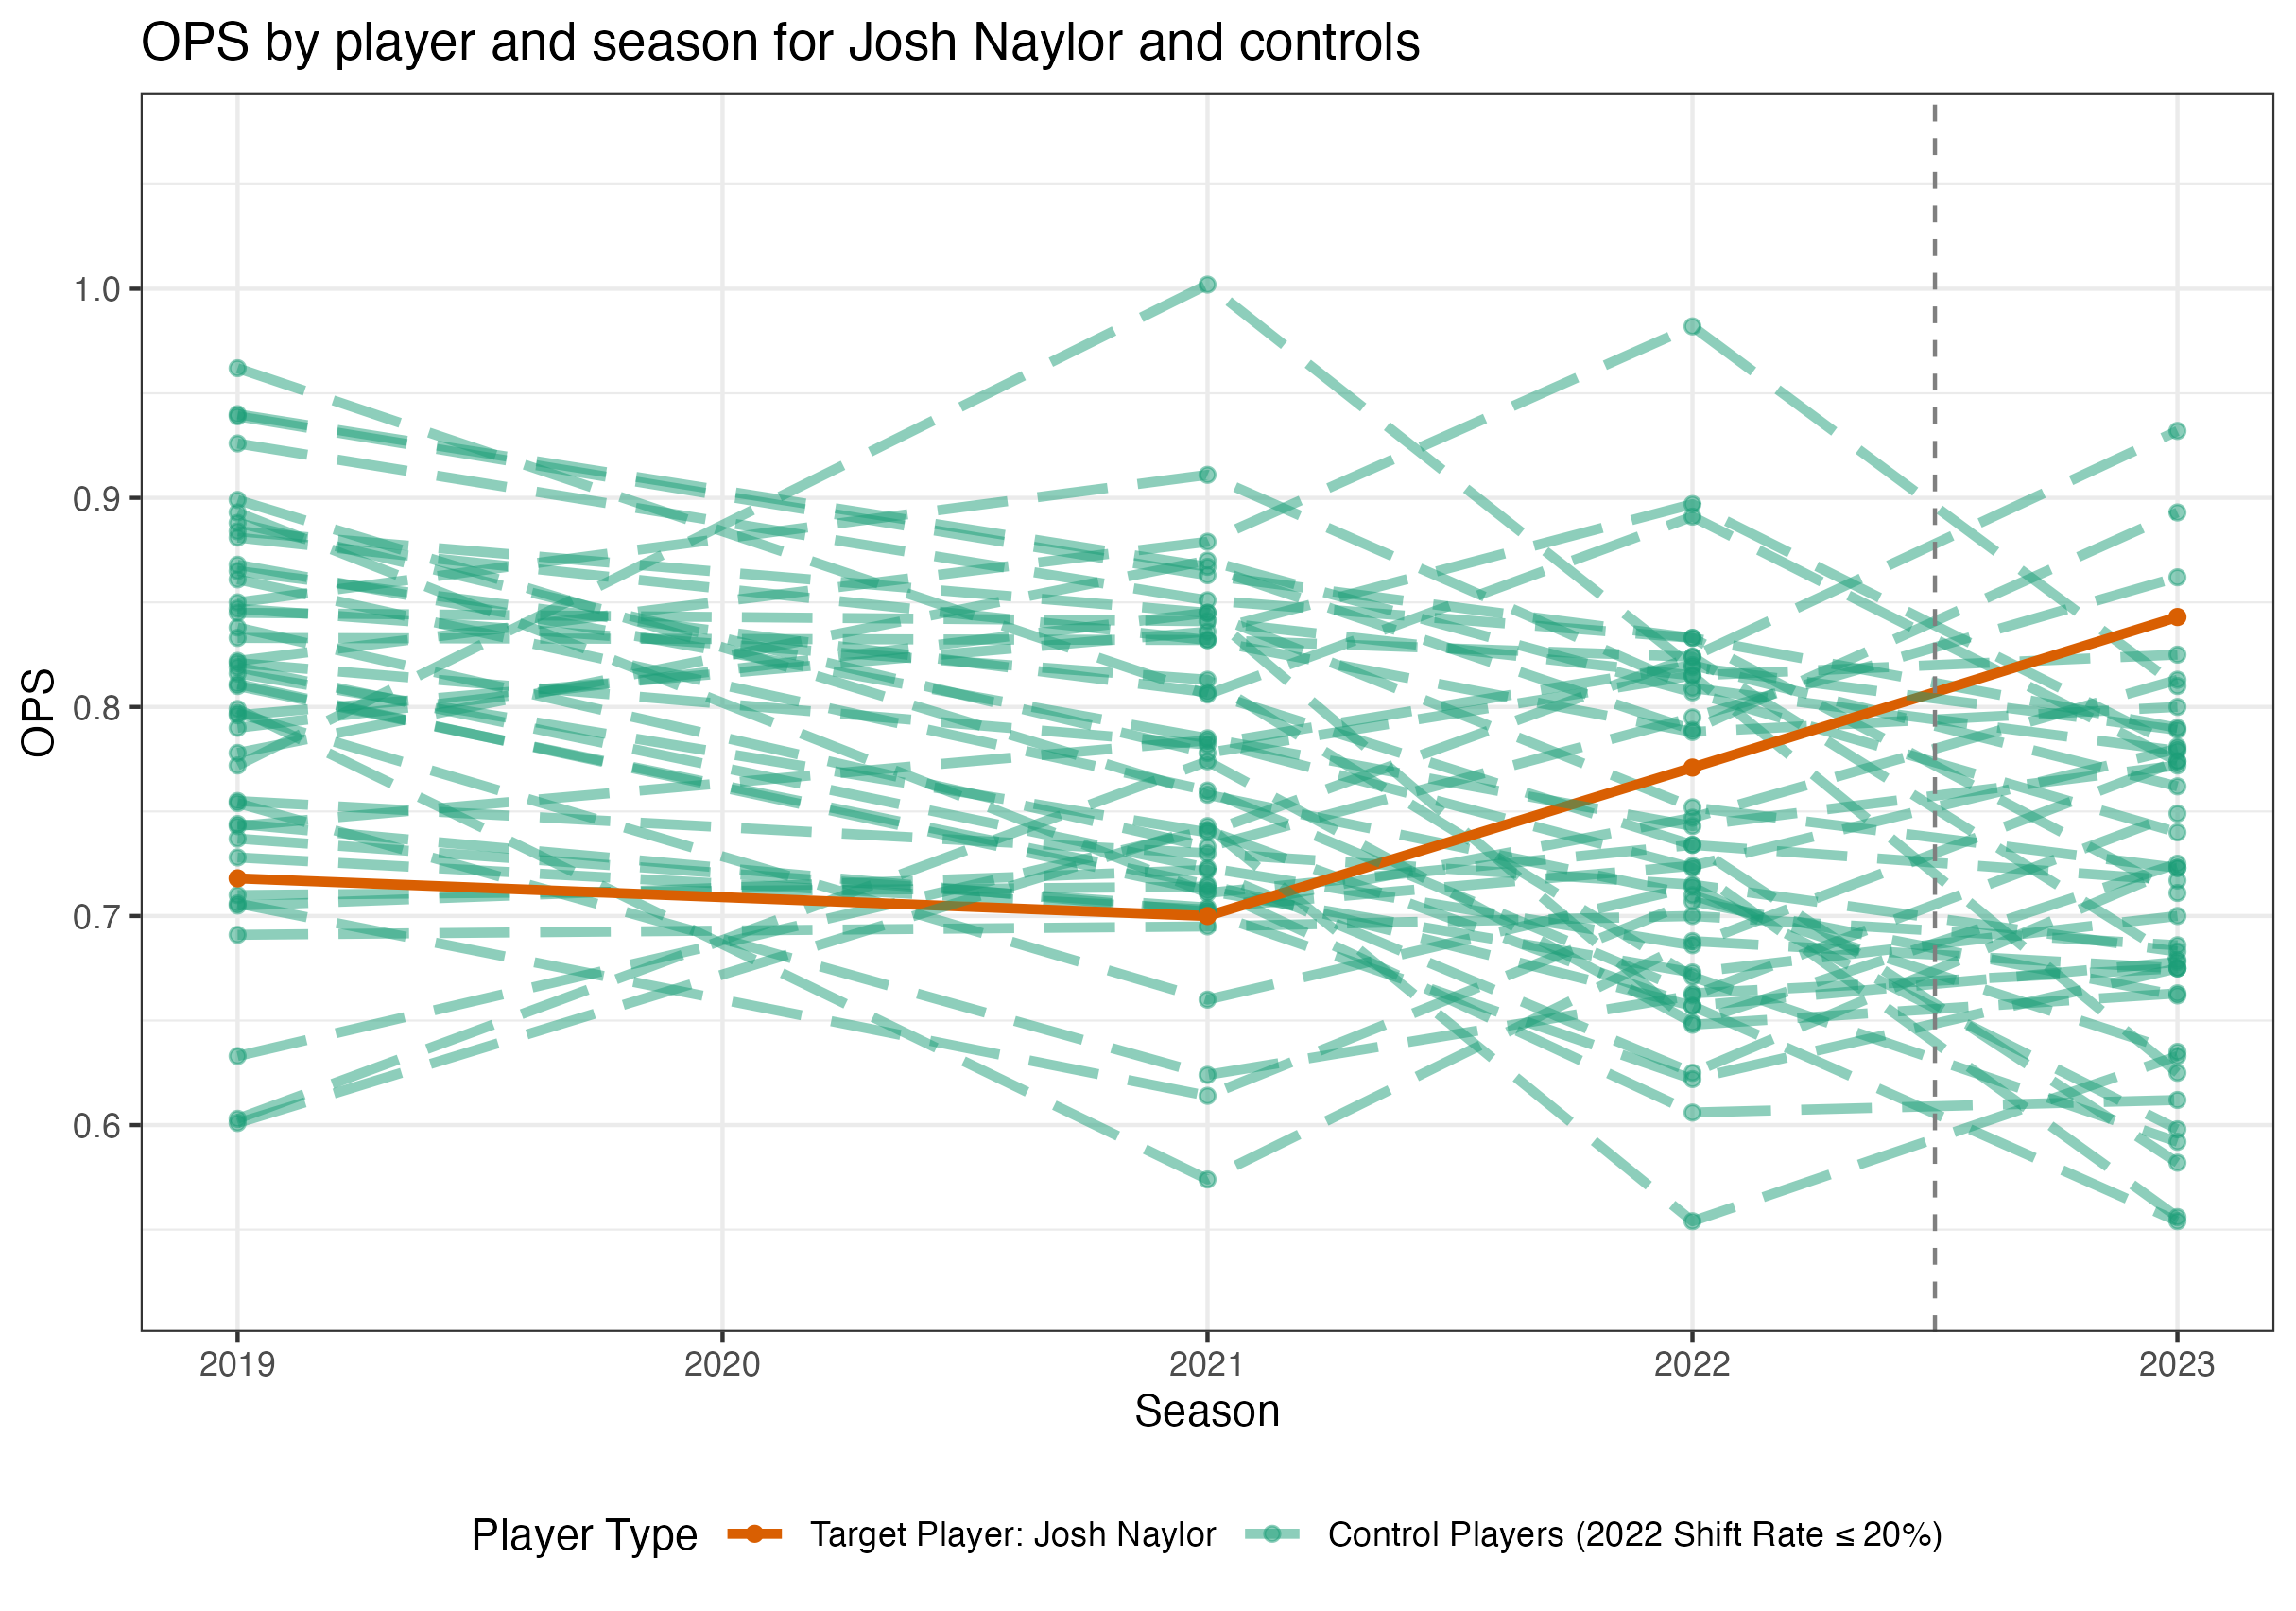 OPS by player and season for Josh Naylor and controls
OPS
1.0
0.9
0.8
0.7
0.6
2019 2020 2021 2022 2023
Season
Player Type Target Player: Josh Naylor Control Players (2022 Shift Rate ≤ 20%)